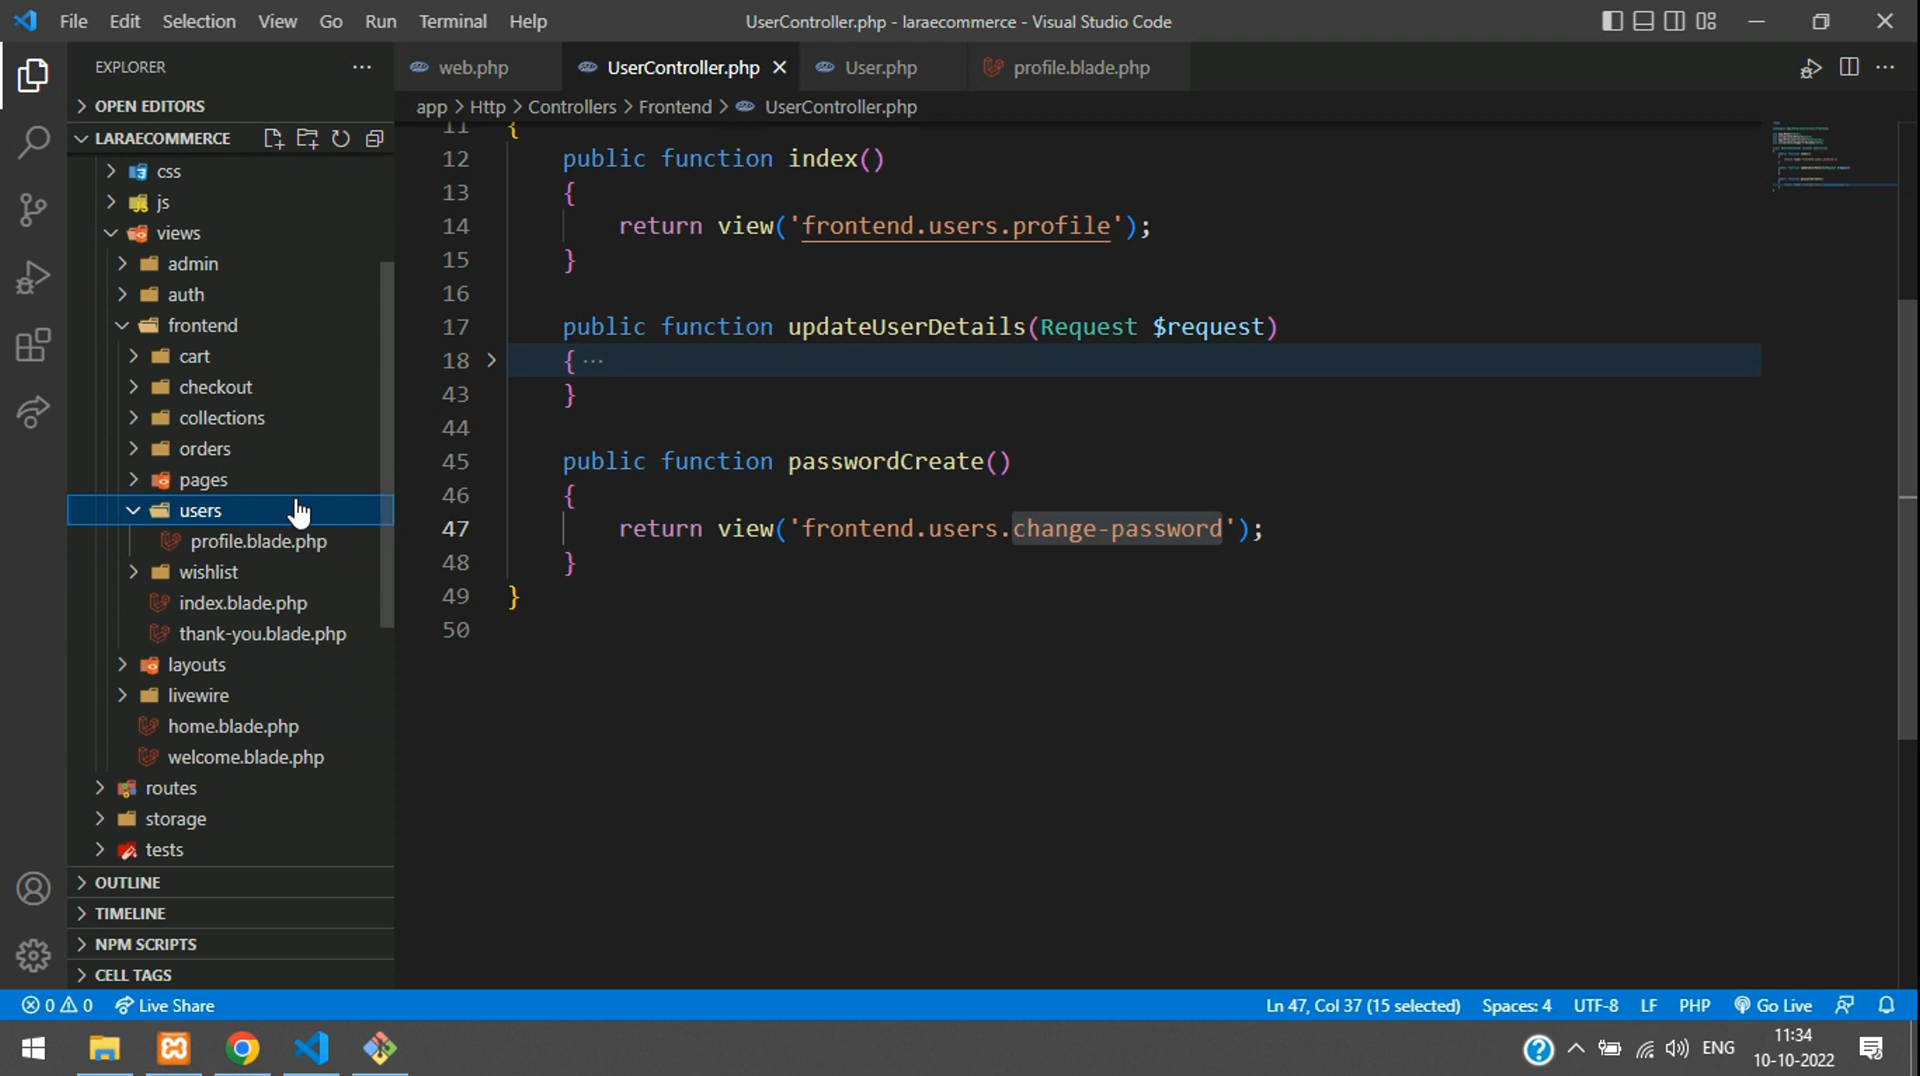 File Edit Selection View Go Run Terminal Help
UserController.php - laraecommerce - Visual Studio Code
EXPLORER
OPEN EDITORS
LARAECOMMERCE
css
js
views
admin
auth
frontend
cart
checkout
collections
orders
pages
users
profile.blade.php
wishlist
index.blade.php
thank-you.blade.php
layouts
livewire
home.blade.php
welcome.blade.php
routes
storage
tests
OUTLINE
TIMELINE
NPM SCRIPTS
CELL TAGS
web.php UserController.php User.php profile.blade.php
app > Http > Controllers > Frontend > UserController.php
11 {
12 public function index()
13 {
14 return view('frontend.users.profile');
15 }
16
17 public function updateUserDetails(Request $request)
18 { ...
43 }
44
45 public function passwordCreate()
46 {
47 return view('frontend.users.change-password');
48 }
49 }
50
0 0 Live Share
Ln 47, Col 37 (15 selected) Spaces: 4 UTF-8 LF PHP Go Live
ENG
11:34
10-10-2022